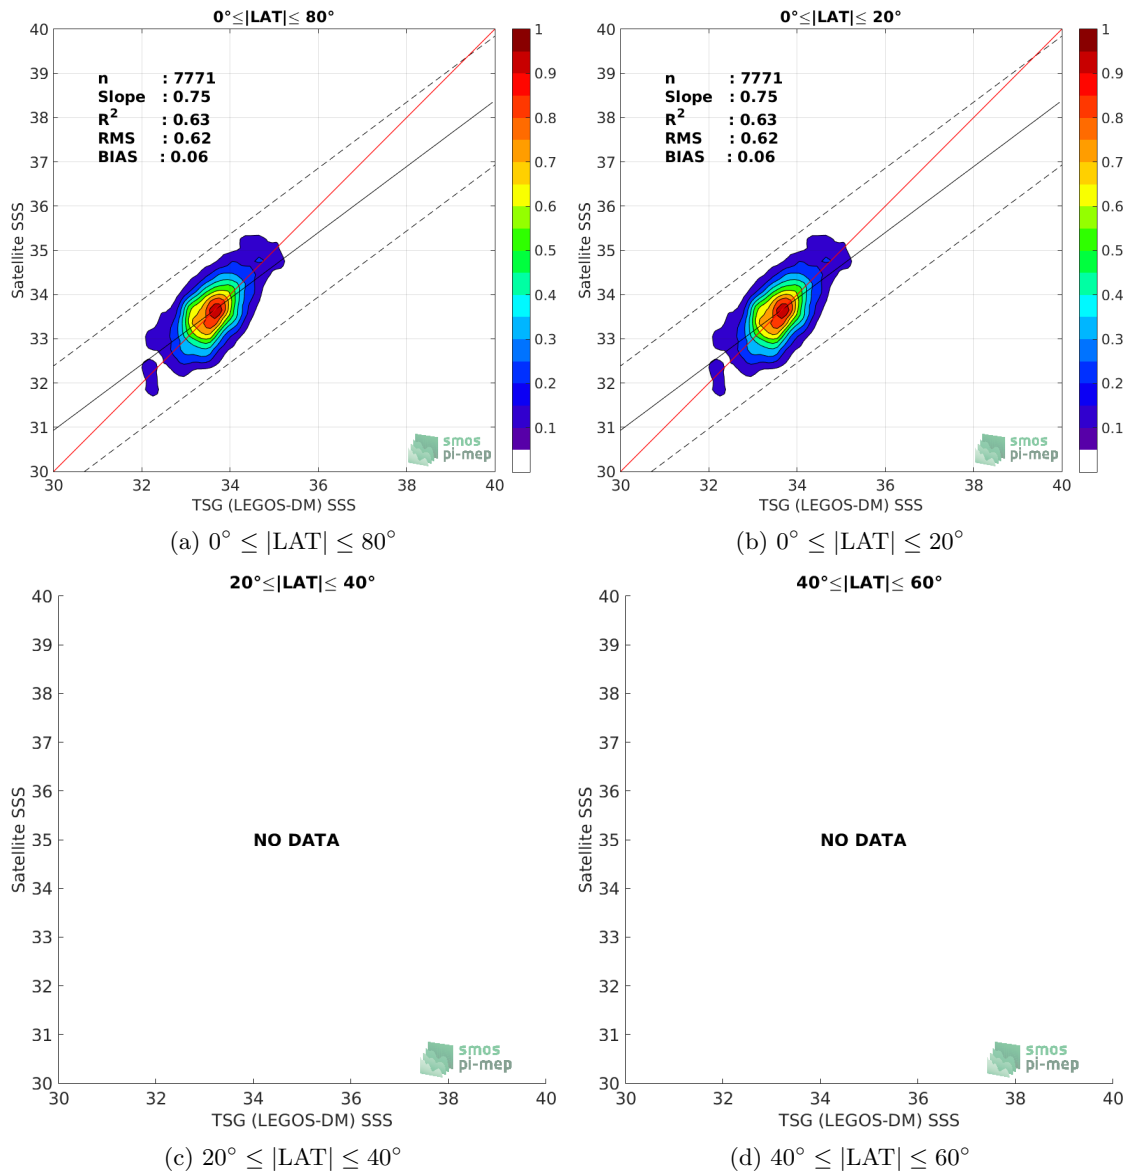 0°≤|LAT|≤ 80°
40
39
38
37
36
35
34
33
32
31
30
Satellite SSS
n : 7771
Slope : 0.75
R² : 0.63
RMS : 0.62
BIAS : 0.06
smos
pi-mep
30 32 34 36 38 40
TSG (LEGOS-DM) SSS
1
0.9
0.8
0.7
0.6
0.5
0.4
0.3
0.2
0.1
(a) 0° ≤ |LAT| ≤ 80°
0°≤|LAT|≤ 20°
40
39
38
37
36
35
34
33
32
31
30
Satellite SSS
n : 7771
Slope : 0.75
R² : 0.63
RMS : 0.62
BIAS : 0.06
smos
pi-mep
30 32 34 36 38 40
TSG (LEGOS-DM) SSS
1
0.9
0.8
0.7
0.6
0.5
0.4
0.3
0.2
0.1
(b) 0° ≤ |LAT| ≤ 20°
20°≤|LAT|≤ 40°
40
39
38
37
36
35
34
33
32
31
30
Satellite SSS
NO DATA
smos
pi-mep
30 32 34 36 38 40
TSG (LEGOS-DM) SSS
(c) 20° ≤ |LAT| ≤ 40°
40°≤|LAT|≤ 60°
40
39
38
37
36
35
34
33
32
31
30
Satellite SSS
NO DATA
smos
pi-mep
30 32 34 36 38 40
TSG (LEGOS-DM) SSS
(d) 40° ≤ |LAT| ≤ 60°